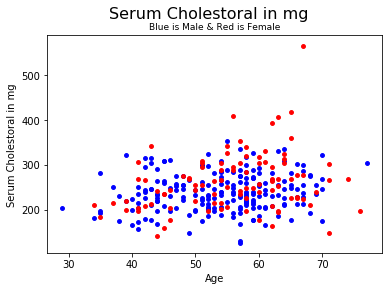 Serum Cholestoral in mg
Blue is Male & Red is Female
Serum Cholestoral in mg
500
400
300
200
30 40 50 60 70
Age